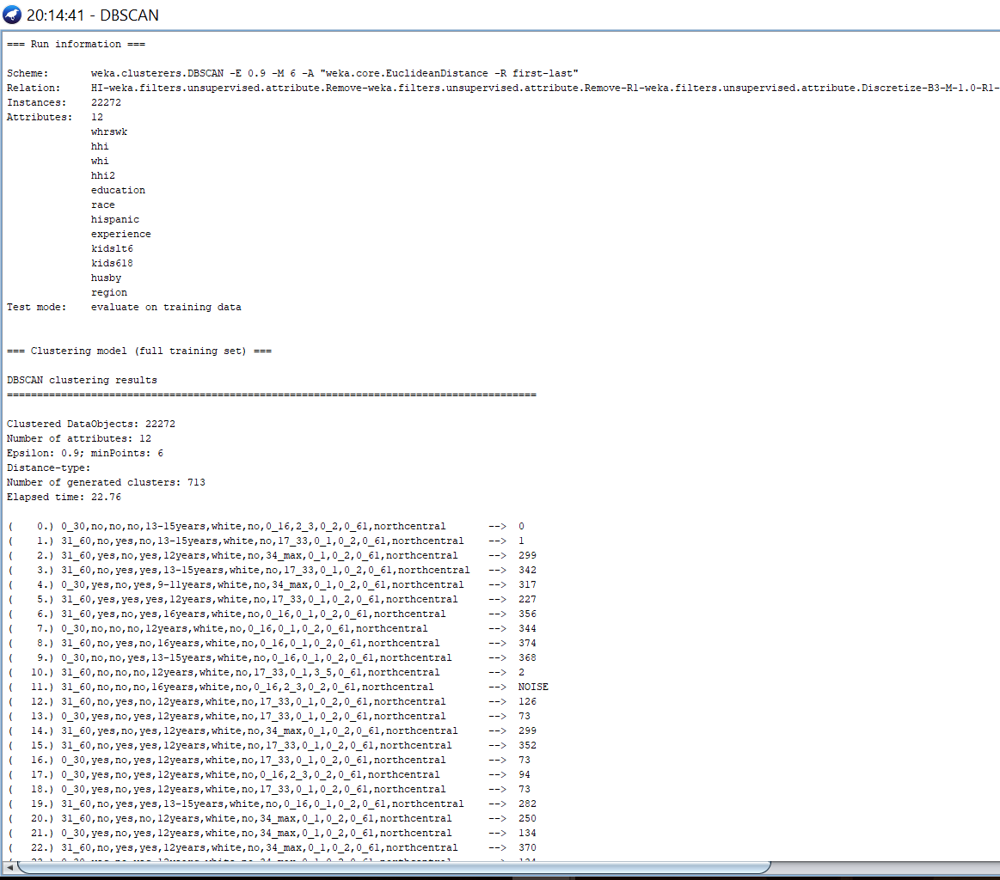 20:14:41 - DBSCAN
=== Run information ===
Scheme: weka.clusterers.DBSCAN -E 0.9 -M 6 -A "weka.core.EuclideanDistance -R first-last"
Relation: HI-weka.filters.unsupervised.attribute.Remove-weka.filters.unsupervised.attribute.Remove-R1-weka.filters.unsupervised.attribute.Discretize-B3-M-1.0-R1-
Instances: 22272
Attributes: 12
whrswk
hhi
whi
hhi2
education
race
hispanic
experience
kidslt6
kids618
husby
region
Test mode: evaluate on training data
=== Clustering model (full training set) ===
DBSCAN clustering results
========================================================================================
Clustered DataObjects: 22272
Number of attributes: 12
Epsilon: 0.9; minPoints: 6
Distance-type:
Number of generated clusters: 713
Elapsed time: 22.76
( 0.) 0_30,no,no,no,13-15years,white,no,0_16,2_3,0_2,0_61,northcentral --> 0
( 1.) 31_60,no,yes,no,13-15years,white,no,17_33,0_1,0_2,0_61,northcentral --> 1
( 2.) 31_60,yes,no,yes,12years,white,no,34_max,0_1,0_2,0_61,northcentral --> 299
( 3.) 31_60,no,yes,yes,13-15years,white,no,17_33,0_1,0_2,0_61,northcentral --> 342
( 4.) 0_30,yes,no,yes,9-11years,white,no,34_max,0_1,0_2,0_61,northcentral --> 317
( 5.) 31_60,yes,yes,yes,12years,white,no,17_33,0_1,0_2,0_61,northcentral --> 227
( 6.) 31_60,yes,no,yes,16years,white,no,0_16,0_1,0_2,0_61,northcentral --> 356
( 7.) 0_30,no,no,no,12years,white,no,0_16,0_1,0_2,0_61,northcentral --> 344
( 8.) 31_60,no,yes,no,16years,white,no,0_16,0_1,0_2,0_61,northcentral --> 374
( 9.) 0_30,no,no,yes,13-15years,white,no,0_16,0_1,0_2,0_61,northcentral --> 368
( 10.) 31_60,no,no,no,12years,white,no,17_33,0_1,3_5,0_61,northcentral --> 2
( 11.) 31_60,no,no,no,16years,white,no,0_16,2_3,0_2,0_61,northcentral --> NOISE
( 12.) 31_60,no,yes,no,12years,white,no,17_33,0_1,0_2,0_61,northcentral --> 126
( 13.) 0_30,yes,no,yes,12years,white,no,17_33,0_1,0_2,0_61,northcentral --> 73
( 14.) 31_60,yes,no,yes,12years,white,no,34_max,0_1,0_2,0_61,northcentral --> 299
( 15.) 31_60,no,yes,yes,12years,white,no,17_33,0_1,0_2,0_61,northcentral --> 352
( 16.) 0_30,yes,no,yes,12years,white,no,17_33,0_1,0_2,0_61,northcentral --> 73
( 17.) 0_30,yes,no,yes,12years,white,no,0_16,2_3,0_2,0_61,northcentral --> 94
( 18.) 0_30,yes,no,yes,12years,white,no,17_33,0_1,0_2,0_61,northcentral --> 73
( 19.) 31_60,no,yes,yes,13-15years,white,no,0_16,0_1,0_2,0_61,northcentral --> 282
( 20.) 31_60,no,yes,no,12years,white,no,34_max,0_1,0_2,0_61,northcentral --> 250
( 21.) 0_30,yes,no,yes,12years,white,no,34_max,0_1,0_2,0_61,northcentral --> 134
( 22.) 31_60,no,yes,yes,12years,white,no,34_max,0_1,0_2,0_61,northcentral --> 370